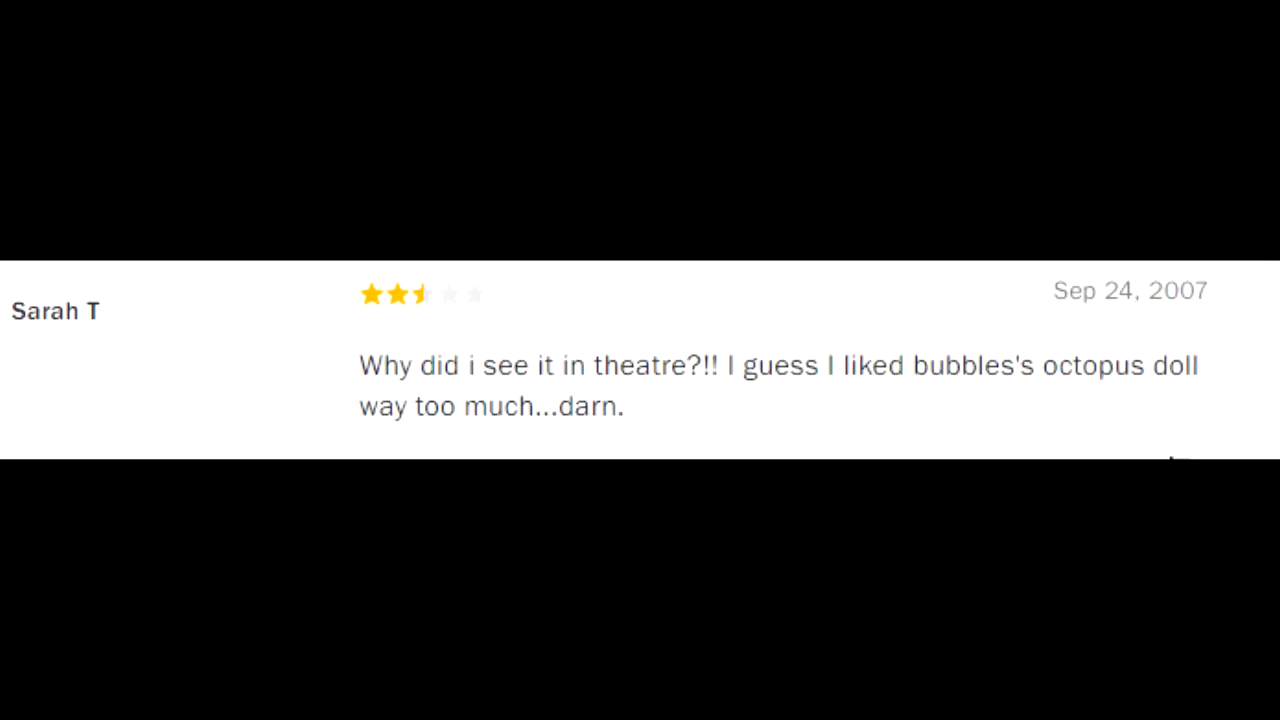 Sarah T
Sep 24, 2007
Why did i see it in theatre?!! I guess I liked bubbles's octopus doll
way too much...darn.